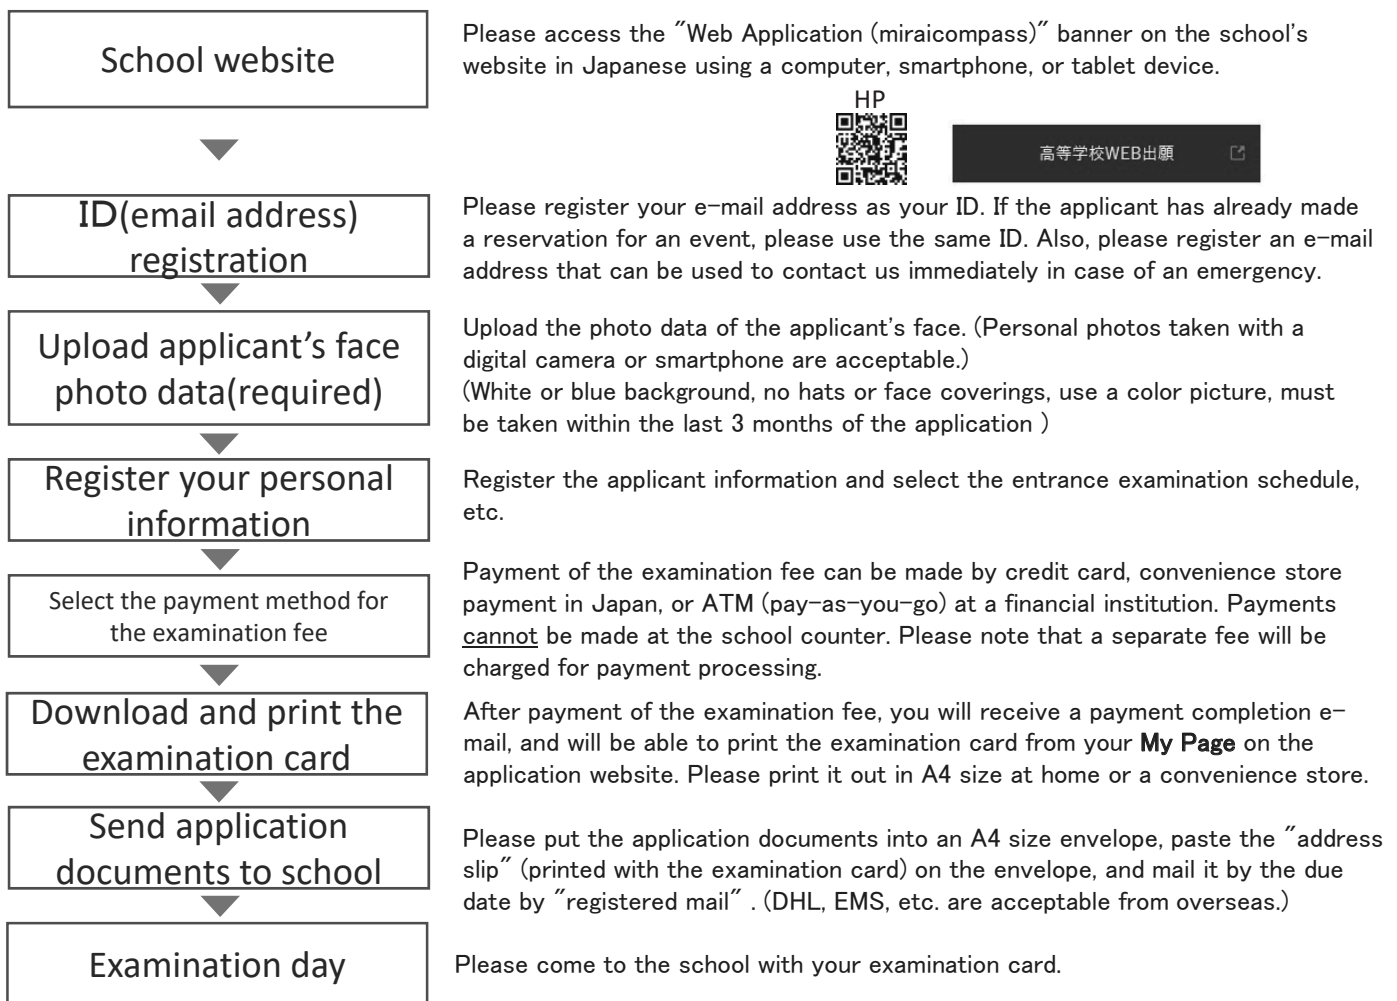 School website
Please access the "Web Application (miraicompass)" banner on the school's
website in Japanese using a computer, smartphone, or tablet device.
HP
高等学校WEB出願
ID(email address)
registration
Please register your e-mail address as your ID. If the applicant has already made
a reservation for an event, please use the same ID. Also, please register an e-mail
address that can be used to contact us immediately in case of an emergency.
Upload applicant's face
photo data(required)
Upload the photo data of the applicant's face. (Personal photos taken with a
digital camera or smartphone are acceptable.)
(White or blue background, no hats or face coverings, use a color picture, must
be taken within the last 3 months of the application )
Register your personal
information
Register the applicant information and select the entrance examination schedule,
etc.
Select the payment method for
the examination fee
Payment of the examination fee can be made by credit card, convenience store
payment in Japan, or ATM (pay-as-you-go) at a financial institution. Payments
cannot be made at the school counter. Please note that a separate fee will be
charged for payment processing.
Download and print the
examination card
After payment of the examination fee, you will receive a payment completion e-
mail, and will be able to print the examination card from your My Page on the
application website. Please print it out in A4 size at home or a convenience store.
Send application
documents to school
Please put the application documents into an A4 size envelope, paste the "address
slip" (printed with the examination card) on the envelope, and mail it by the due
date by "registered mail" . (DHL, EMS, etc. are acceptable from overseas.)
Examination day
Please come to the school with your examination card.